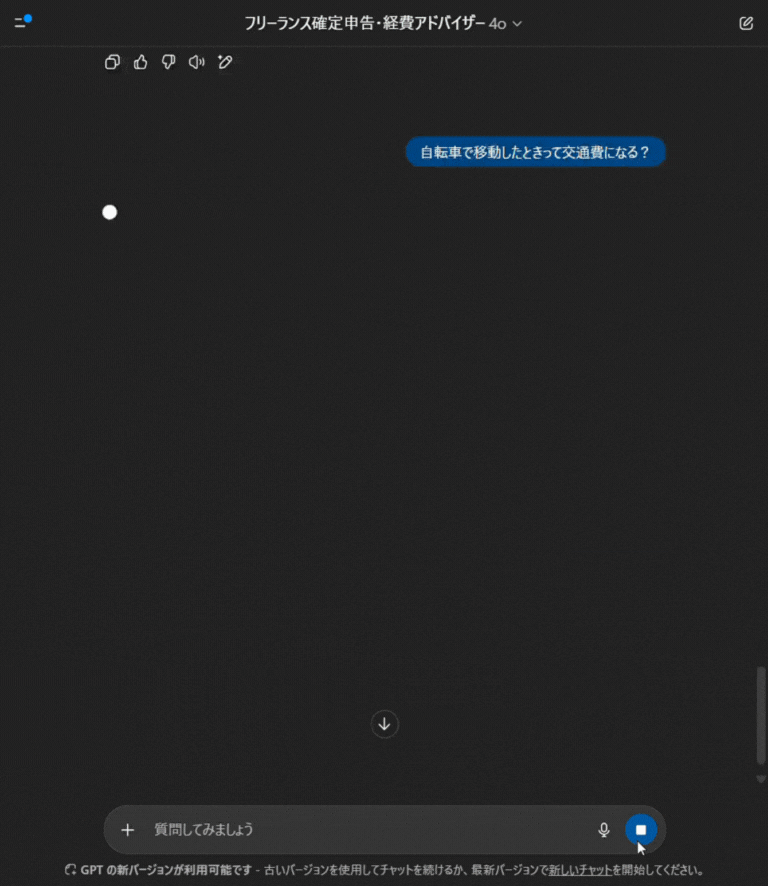 フリーランス確定申告・経費アドバイザー 4o
自転車で移動したときって交通費になる？
質問してみましょう
GPT の新バージョンが利用可能です - 古いバージョンを使用してチャットを続けるか、最新バージョンで新しいチャットを開始してください。